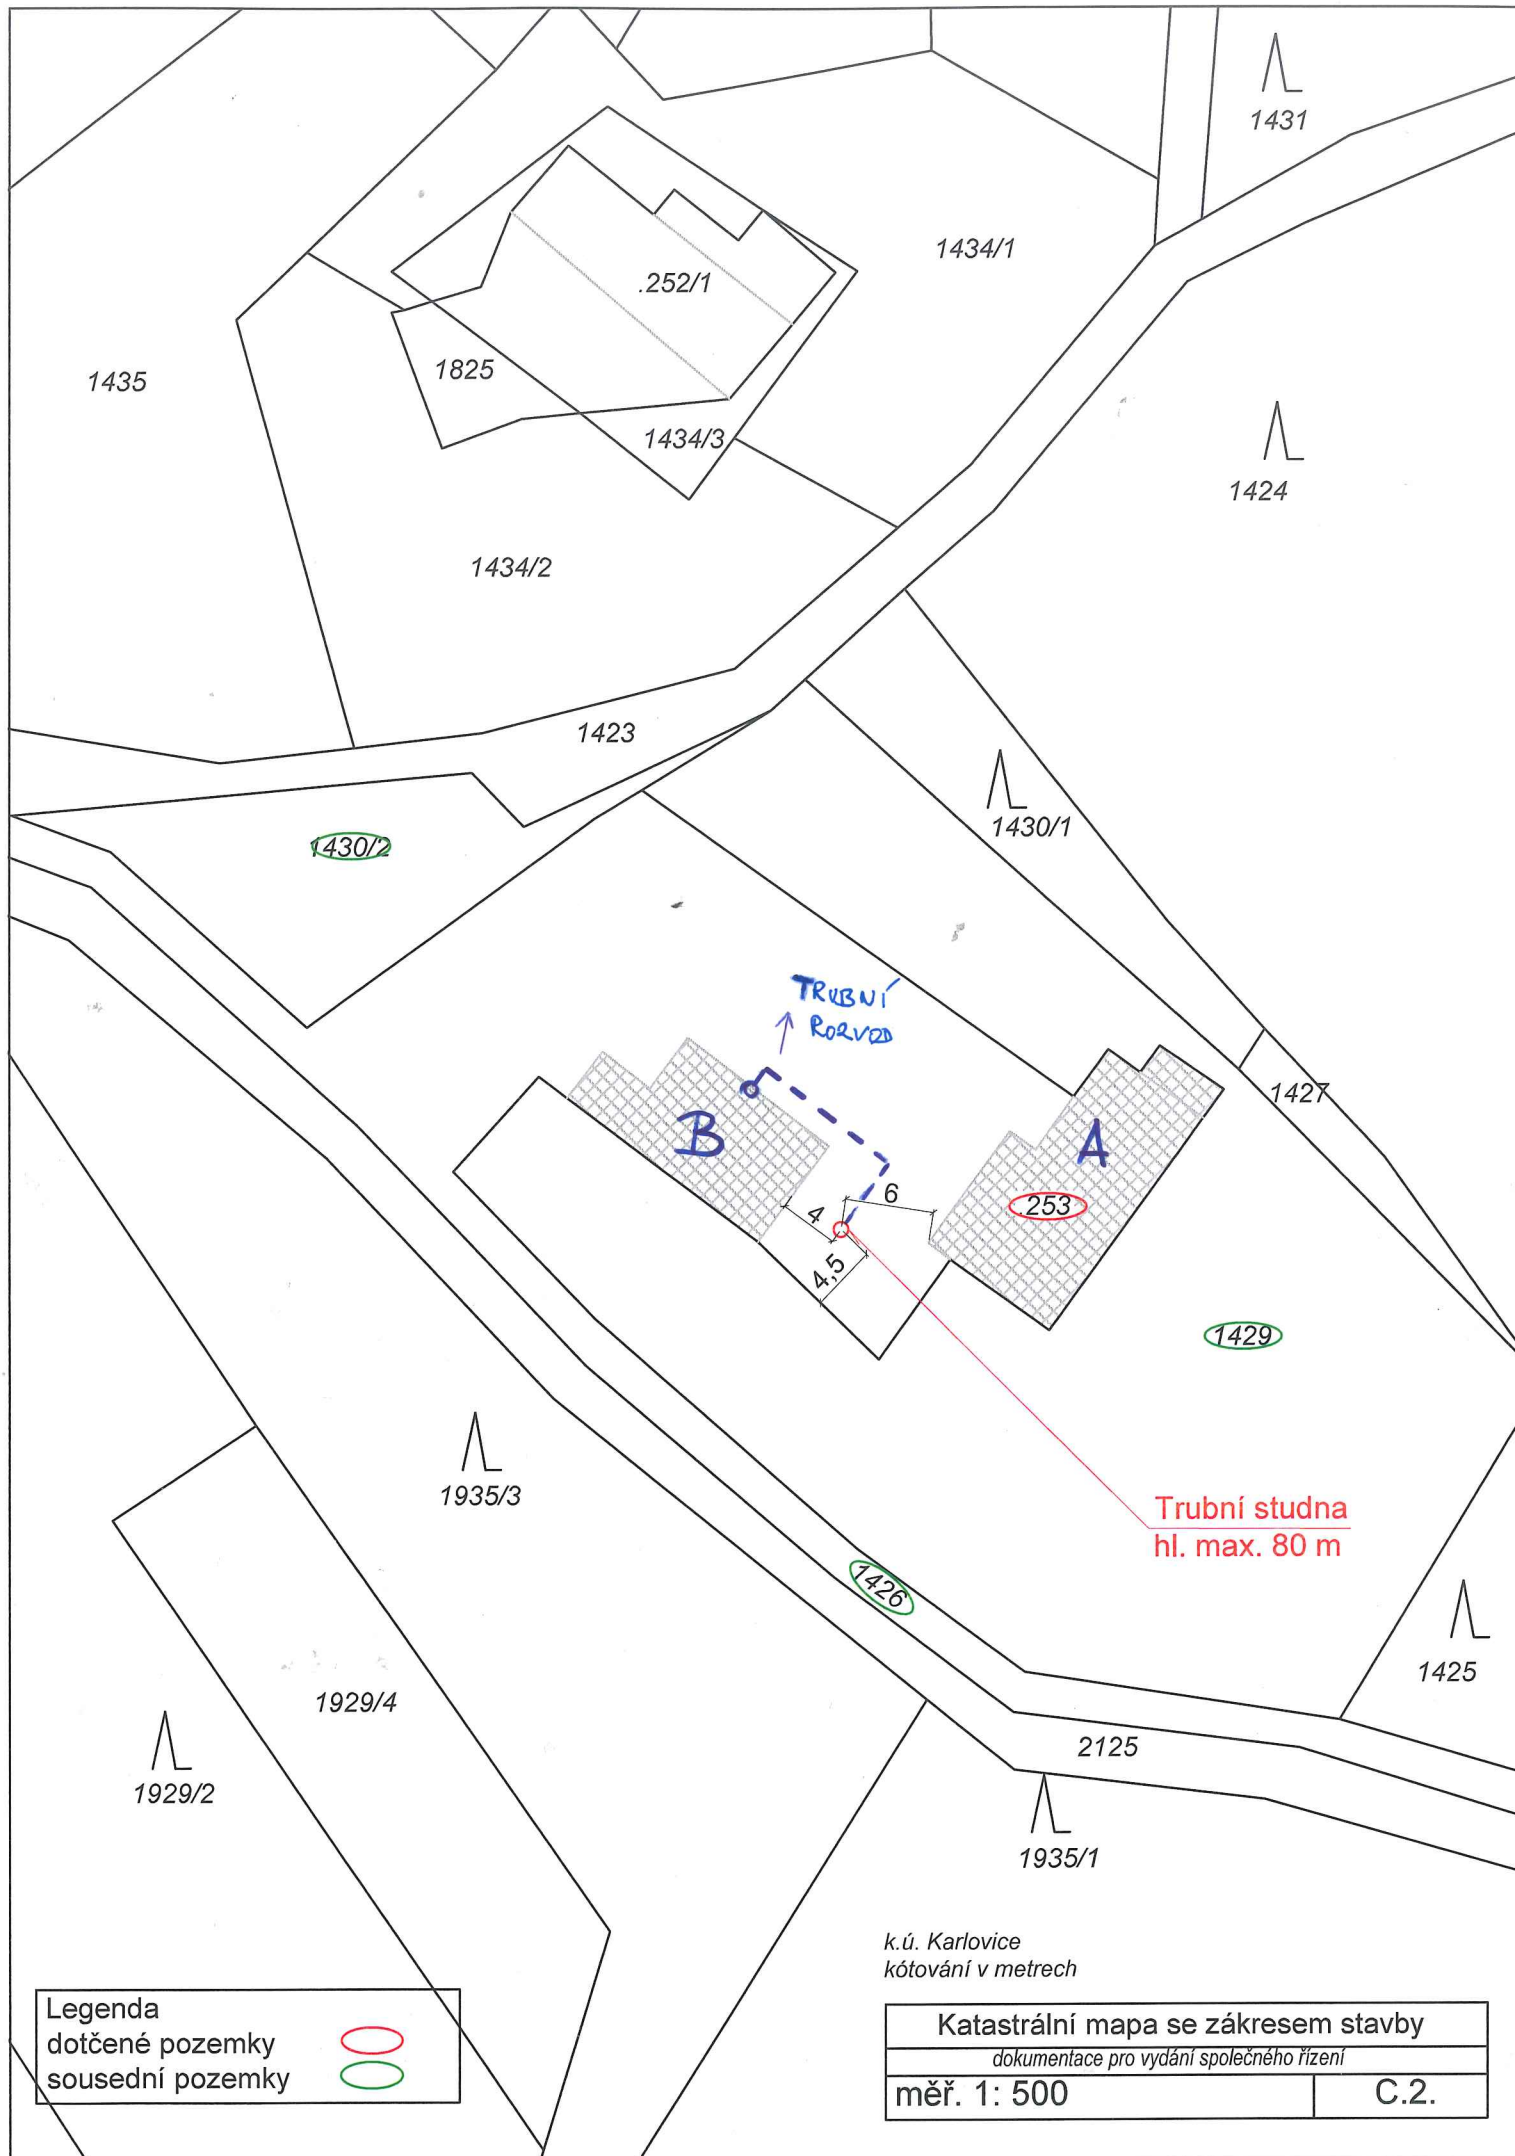 1431
1434/1
.252/1
1435
1825
1434/3
1424
1434/2
1423
1430/1
1430/2
TRUBNÍ
ROZVOD
1427
B
A
6
.253
4
4,5
1429
1935/3
Trubní studna
hl. max. 80 m
1426
1425
1929/4
2125
1929/2
1935/1
k.ú. Karlovice
kótování v metrech
Legenda
dotčené pozemky
sousední pozemky
Katastrální mapa se zákresem stavby
dokumentace pro vydání společného řízení
měř. 1: 500
C.2.